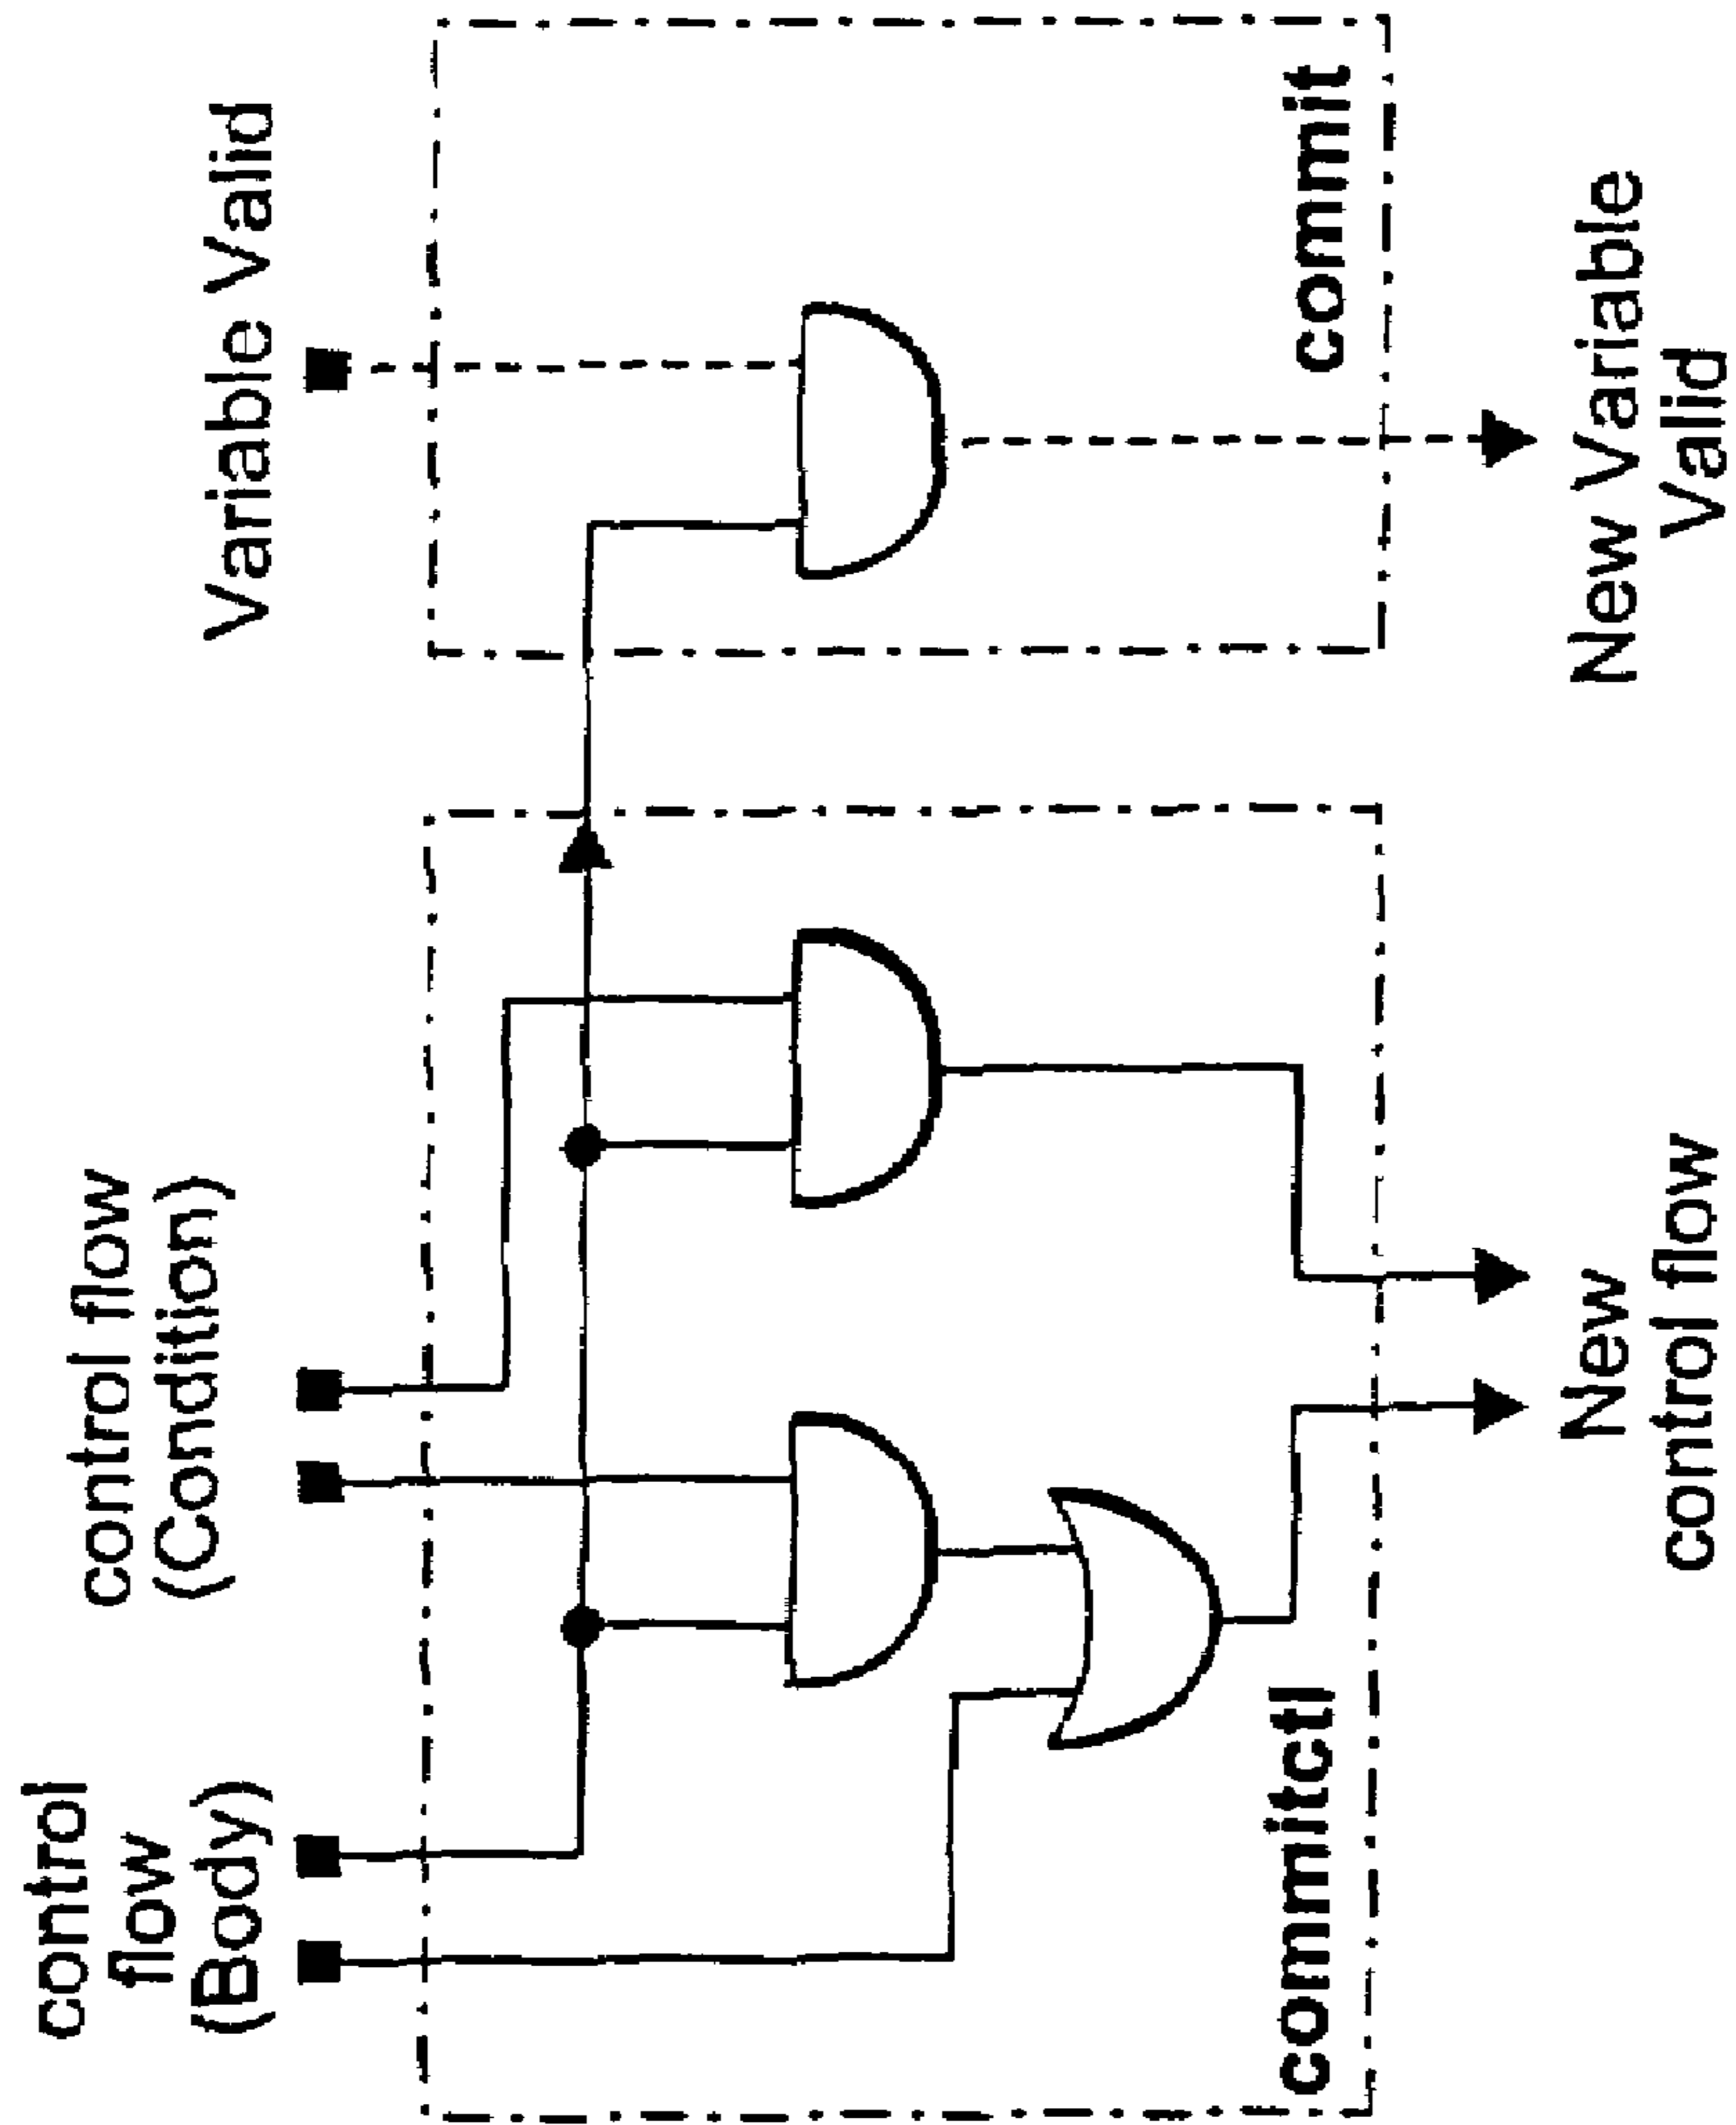 control
flow
(Body)
control flow
(Condition)
Variable Valid
commitctl
commit
New
control flow
New Variable
Valid